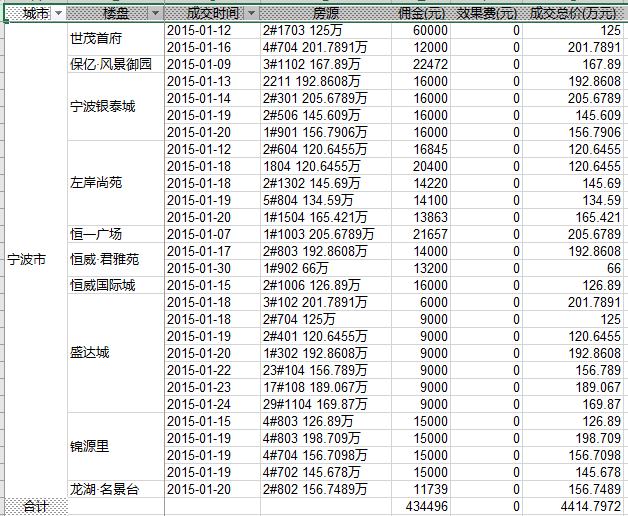 城市 楼盘 成交时间 房源 佣金(元) 效果费(元) 成交总价(万元)
宁波市 世茂首府 2015-01-12 2#1703 125万 60000 0 125
2015-01-16 4#704 201.7891万 12000 0 201.7891
保亿·风景御园 2015-01-09 3#1102 167.89万 22472 0 167.89
宁波银泰城 2015-01-13 2211 192.8608万 16000 0 192.8608
2015-01-14 2#301 205.6789万 16000 0 205.6789
2015-01-19 2#506 145.609万 16000 0 145.609
2015-01-20 1#901 156.7906万 16000 0 156.7906
左岸尚苑 2015-01-12 2#604 120.6455万 16845 0 120.6455
2015-01-18 1804 120.6455万 20400 0 120.6455
2015-01-18 2#1302 145.69万 14220 0 145.69
2015-01-19 5#804 134.59万 14100 0 134.59
2015-01-20 1#1504 165.421万 13863 0 165.421
恒一广场 2015-01-07 1#1003 205.6789万 21657 0 205.6789
恒威·君雅苑 2015-01-17 2#803 192.8608万 14000 0 192.8608
2015-01-30 1#902 66万 13200 0 66
恒威国际城 2015-01-15 2#1006 126.89万 16000 0 126.89
盛达城 2015-01-18 3#102 201.7891万 6000 0 201.7891
2015-01-18 2#704 125万 9000 0 125
2015-01-19 2#401 120.6455万 9000 0 120.6455
2015-01-20 1#302 192.8608万 9000 0 192.8608
2015-01-22 23#104 156.789万 9000 0 156.789
2015-01-23 17#108 189.067万 9000 0 189.067
2015-01-24 29#1104 169.87万 9000 0 169.87
锦源里 2015-01-15 4#803 126.89万 15000 0 126.89
2015-01-19 4#803 198.709万 15000 0 198.709
2015-01-19 4#704 156.7098万 15000 0 156.7098
2015-01-19 4#702 145.678万 15000 0 145.678
龙湖·名景台 2015-01-20 2#802 156.7489万 11739 0 156.7489
合计 434496 0 4414.7972